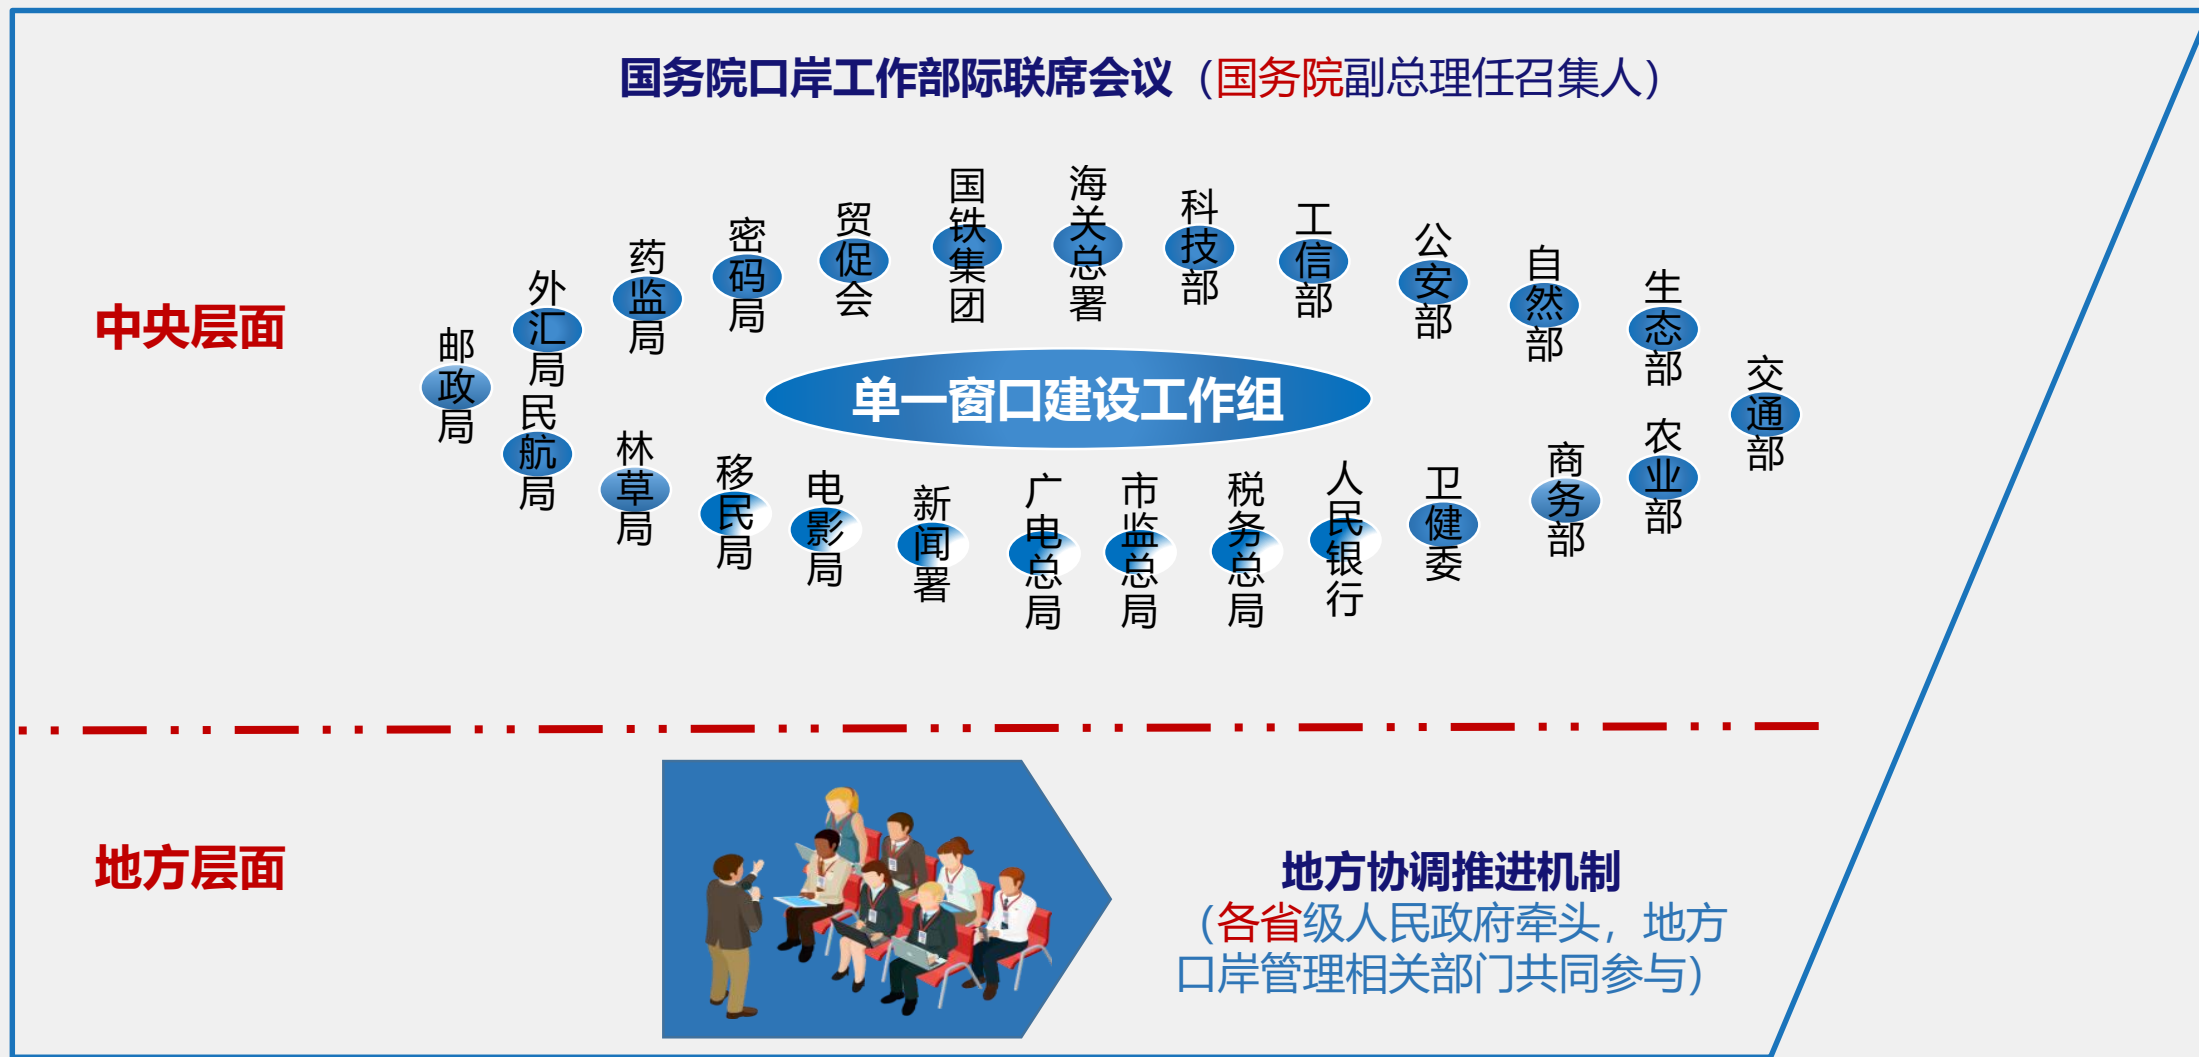 国务院口岸工作部际联席会议（国务院副总理任召集人）
中央层面
邮政局
外汇局
药监局
密码局
贸促会
国铁集团
海关总署
科技部
工信部
公安部
自然部
生态部
交通部
单一窗口建设工作组
民航局
林草局
移民局
电影局
新闻署
广电总局
市监总局
税务总局
人民银行
卫健委
商务部
农业部
地方层面
地方协调推进机制
（各省级人民政府牵头，地方
口岸管理相关部门共同参与）